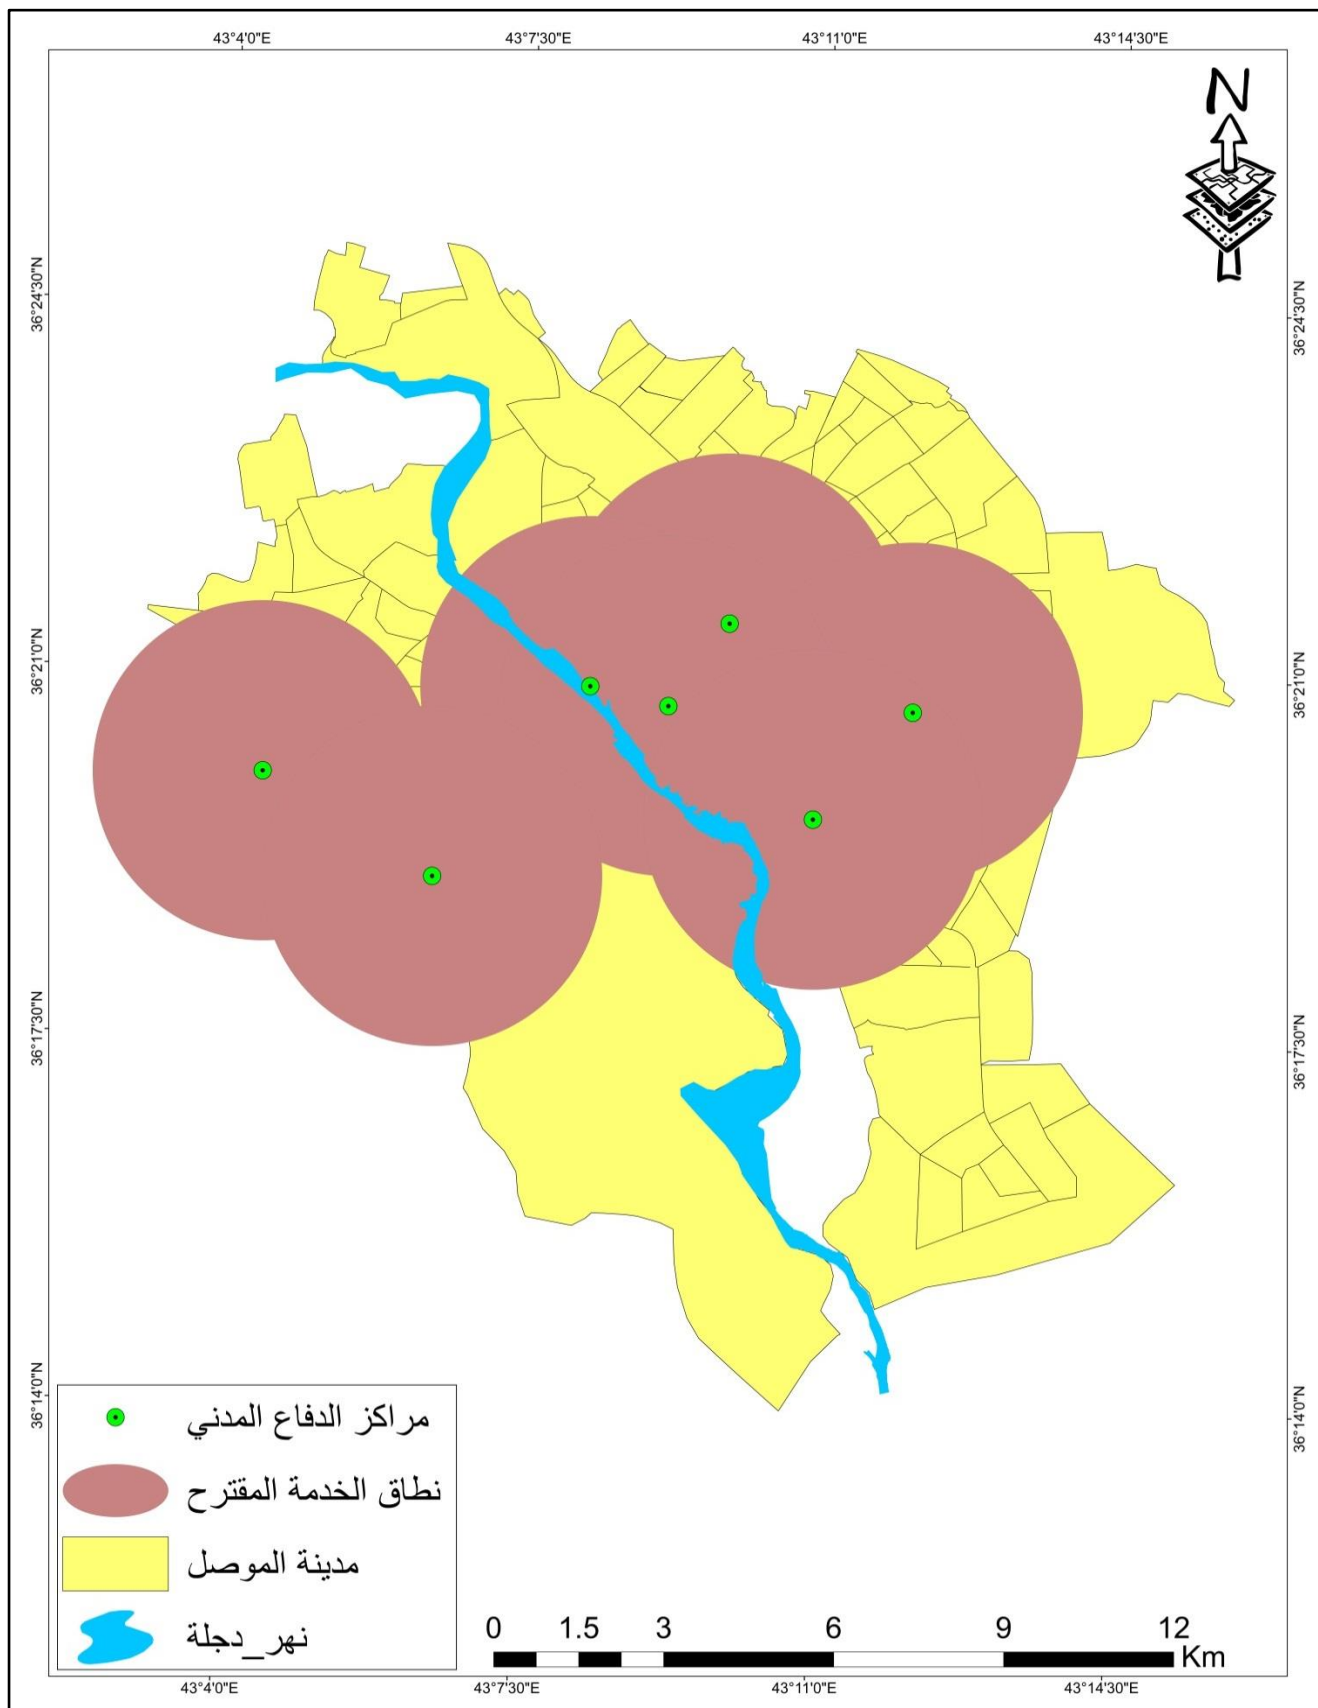 43°4'0"E 43°7'30"E 43°11'0"E 43°14'30"E
N
36°24'30"N 36°24'30"N
36°21'0"N 36°21'0"N
36°17'30"N 36°17'30"N
36°14'0"N 36°14'0"N
مراكز الدفاع المدني
نطاق الخدمة المقترح
مدينة الموصل
نهر_دجلة
0 1.5 3 6 9 12
Km
43°4'0"E 43°7'30"E 43°11'0"E 43°14'30"E